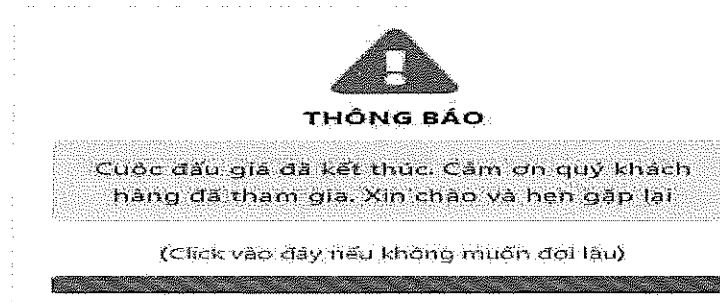 THÔNG BÁO
Cuộc đấu giá đã kết thúc. Cảm ơn quý khách
hàng đã tham gia. Xin chào và hẹn gặp lại
(Click vào đây nếu không muốn đợi lâu)